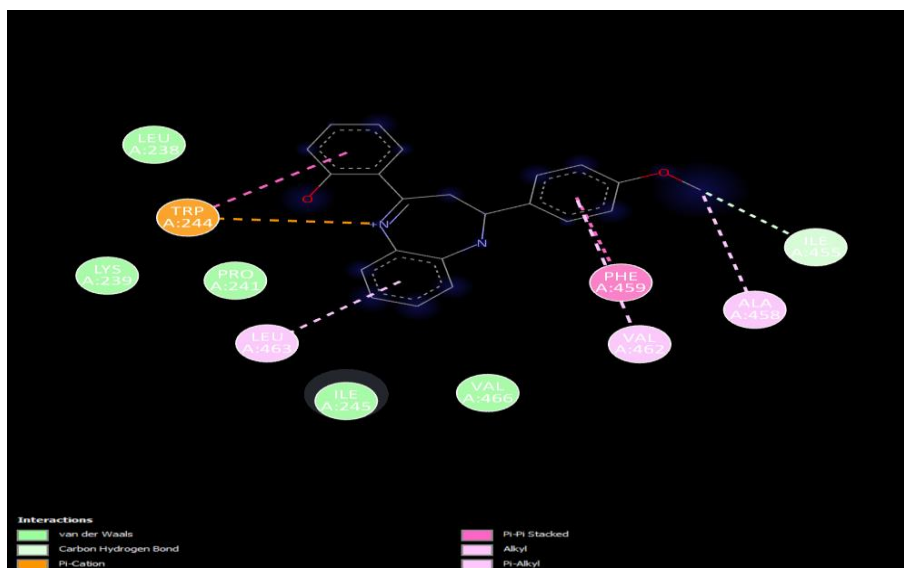 LEU
A:238
TRP
A:244
LYS
A:239
PRO
A:241
LEU
A:463
ILE
A:245
VAL
A:466
O
+N
N
O
PHE
A:459
VAL
A:462
ILE
A:455
ALA
A:458
Interactions
van der Waals
Carbon Hydrogen Bond
Pi-Cation
Pi-Pi Stacked
Alkyl
Pi-Alkyl